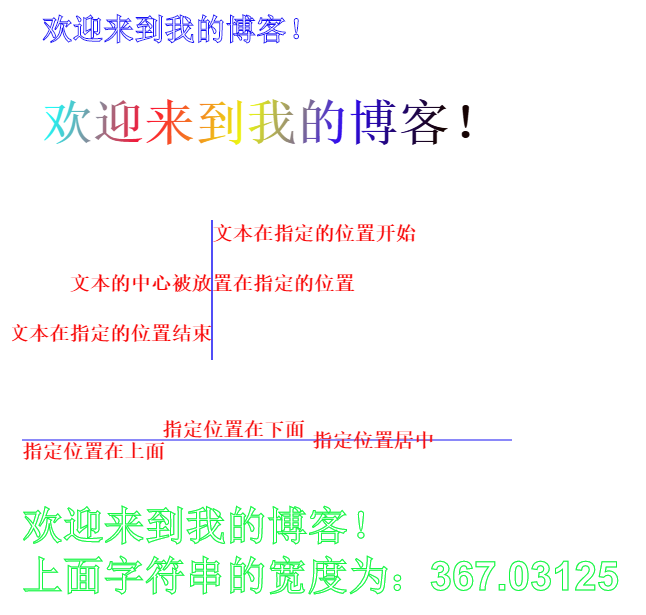 欢迎来到我的博客！
欢迎来到我的博客！
文本在指定的位置开始
文本的中心被放置在指定的位置
文本在指定的位置结束
指定位置在上面
指定位置在下面
指定位置居中
欢迎来到我的博客！
上面字符串的宽度为：367.03125